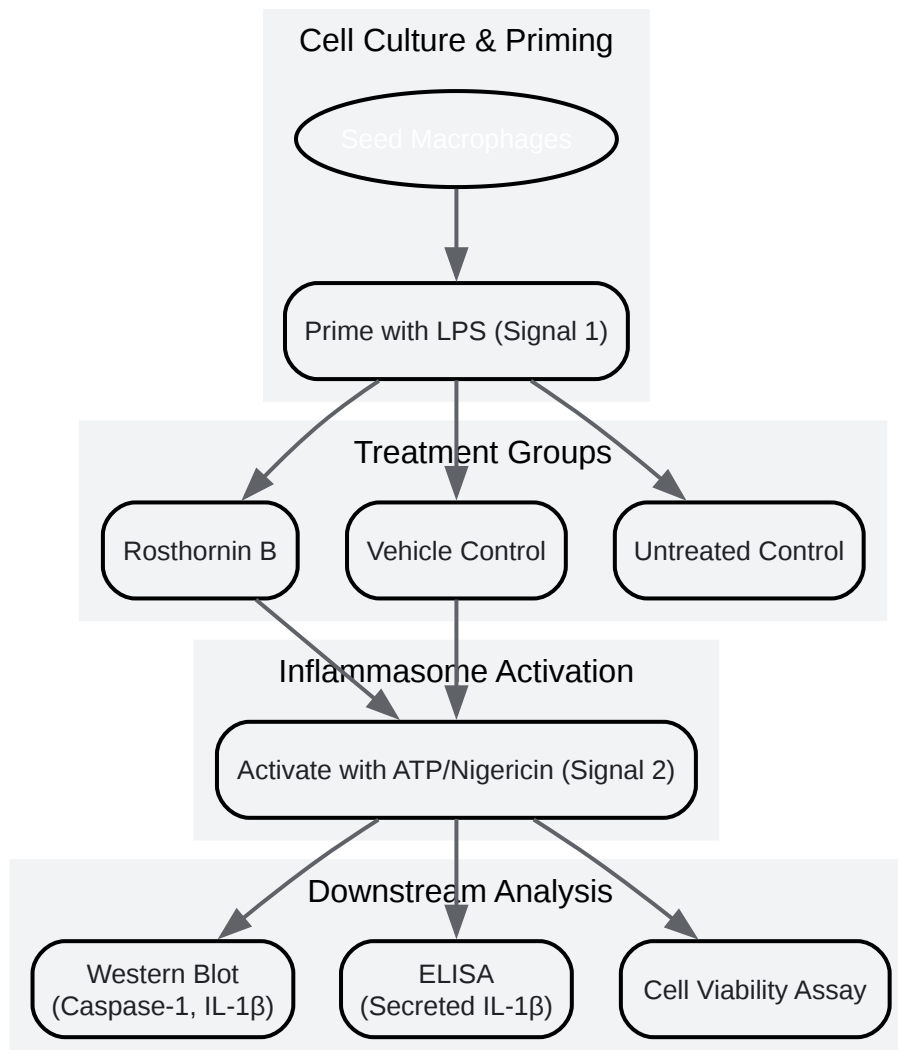 Cell Culture & Priming
Seed Macrophages
Prime with LPS (Signal 1)
Treatment Groups
Rosthornin B
Vehicle Control
Untreated Control
Inflammasome Activation
Activate with ATP/Nigericin (Signal 2)
Downstream Analysis
Western Blot
(Caspase-1, IL-1β)
ELISA
(Secreted IL-1β)
Cell Viability Assay